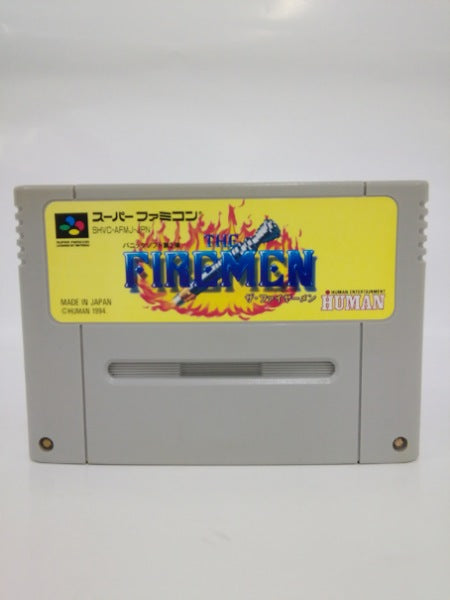 スーパーファミコン
SHVC-AFMJ-JPN
THE
FIREMEN
ザ・ファイヤーメン
MADE IN JAPAN
©HUMAN 1994
HUMAN ENTERTAINMENT
HUMAN